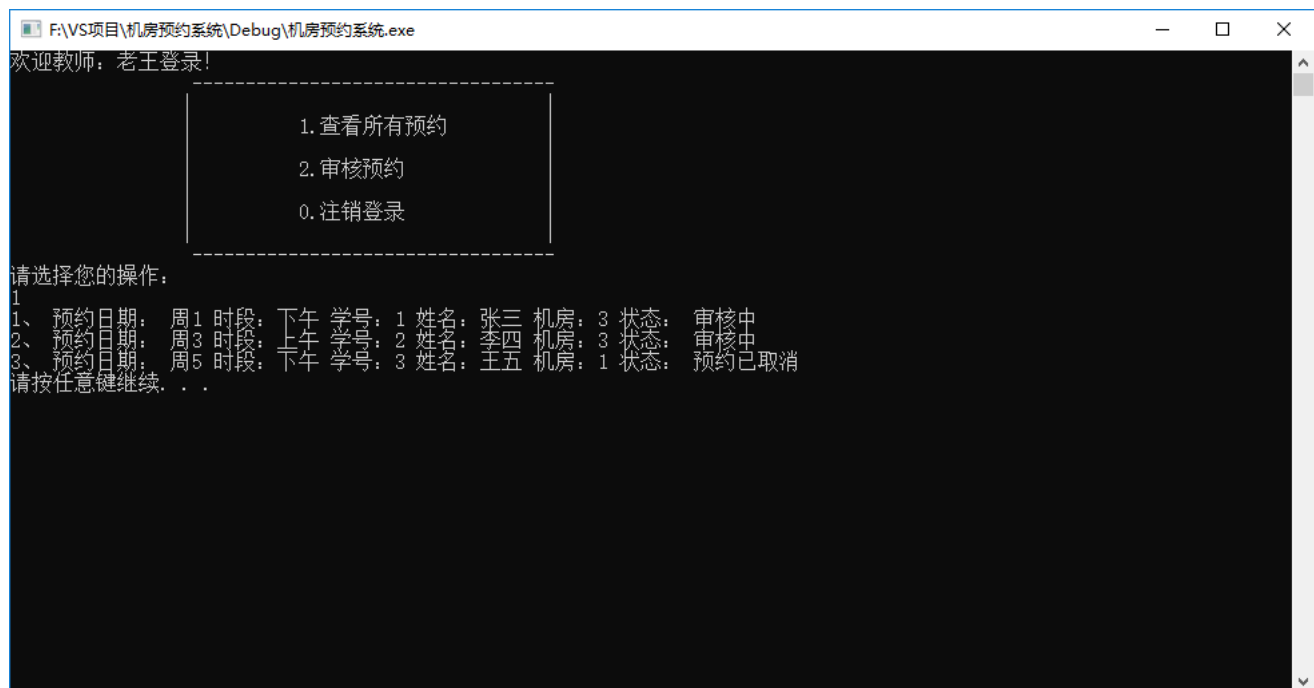 F:\VS项目\机房预约系统\Debug\机房预约系统.exe
欢迎教师：老王登录！
1.查看所有预约
2.审核预约
0.注销登录
请选择您的操作：
1
1、 预约日期： 周1 时段：下午 学号：1 姓名：张三 机房：3 状态： 审核中
2、 预约日期： 周3 时段：上午 学号：2 姓名：李四 机房：3 状态： 审核中
3、 预约日期： 周5 时段：下午 学号：3 姓名：王五 机房：1 状态： 预约已取消
请按任意键继续. . .